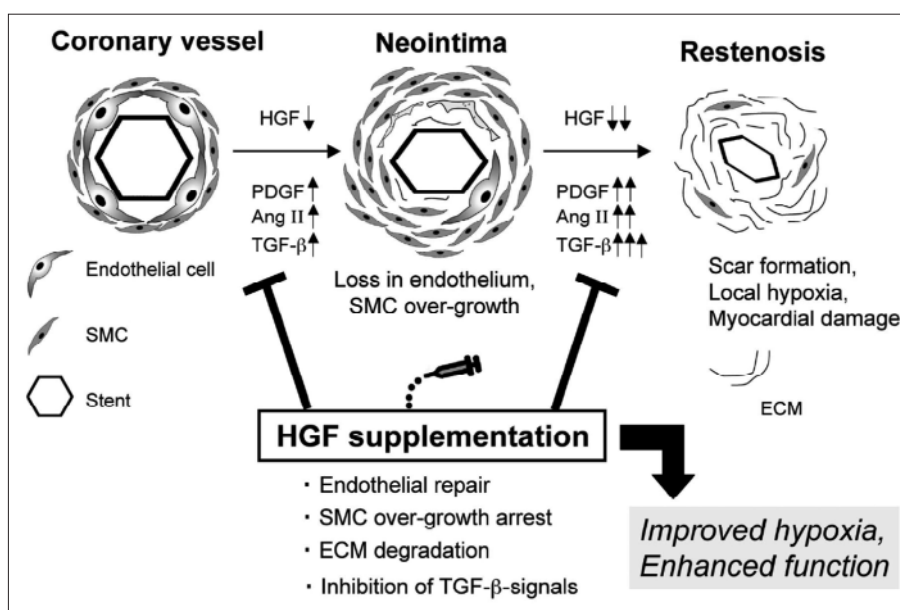 Coronary vessel
Neointima
Restenosis
HGF ↓
PDGF ↑
Ang II ↑
TGF-β ↑
HGF ↓↓
PDGF ↑↑
Ang II ↑↑
TGF-β ↑↑↑
Endothelial cell
SMC
Stent
Loss in endothelium,
SMC over-growth
Scar formation,
Local hypoxia,
Myocardial damage
ECM
HGF supplementation
· Endothelial repair
· SMC over-growth arrest
· ECM degradation
· Inhibition of TGF-β-signals
Improved hypoxia,
Enhanced function